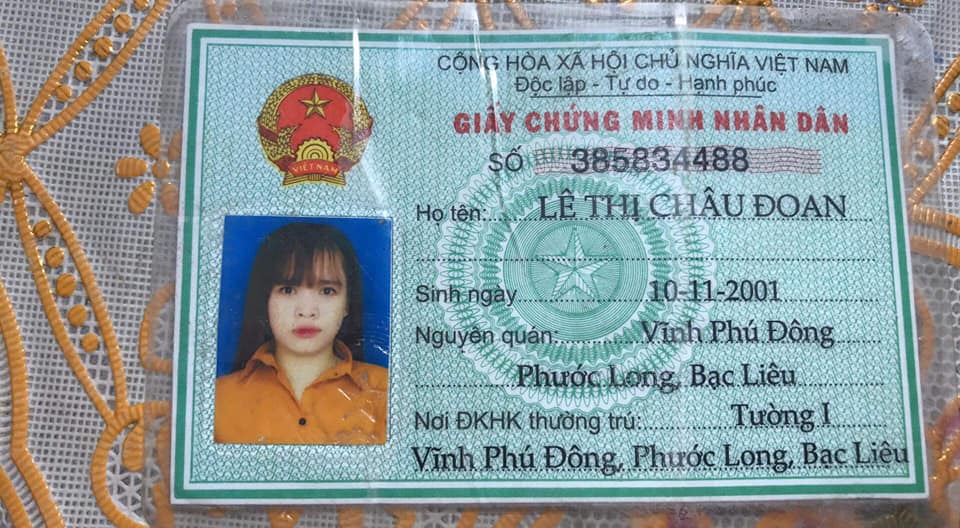 CỘNG HÒA XÃ HỘI CHỦ NGHĨA VIỆT NAM
Độc lập - Tự do - Hạnh phúc
GIẤY CHỨNG MINH NHÂN DÂN
SỐ 385834488
VIỆT NAM
Họ tên: LÊ THỊ CHÂU ĐOAN
Sinh ngày 10-11-2001
Nguyên quán: Vĩnh Phú Đông
Phước Long, Bạc Liêu
Nơi ĐKHK thường trú: Tường I
Vĩnh Phú Đông, Phước Long, Bạc Liêu